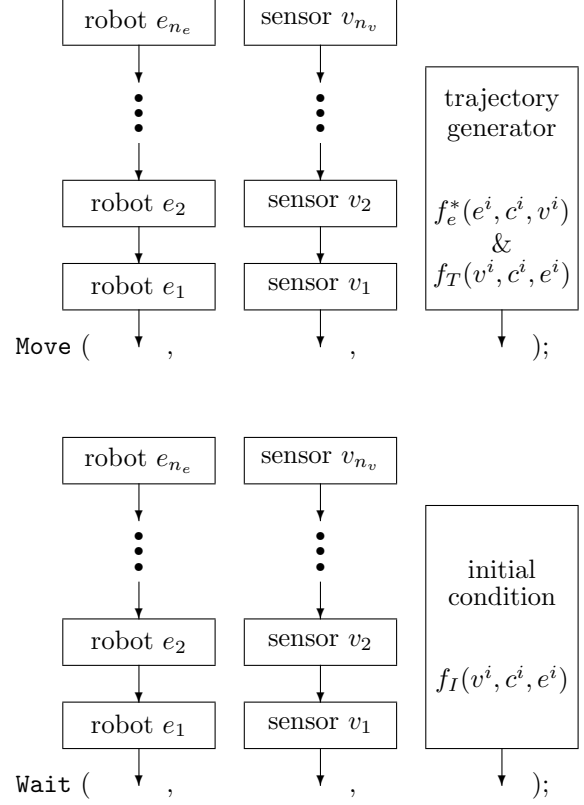 robot $e_{n_e}$ sensor $v_{n_v}$
trajectory
generator
robot $e_2$ sensor $v_2$ $f_e^*(e^i, c^i, v^i)$
&
robot $e_1$ sensor $v_1$ $f_T(v^i, c^i, e^i)$
Move ( , , );
robot $e_{n_e}$ sensor $v_{n_v}$
initial
condition
robot $e_2$ sensor $v_2$
$f_I(v^i, c^i, e^i)$
robot $e_1$ sensor $v_1$
Wait ( , , );